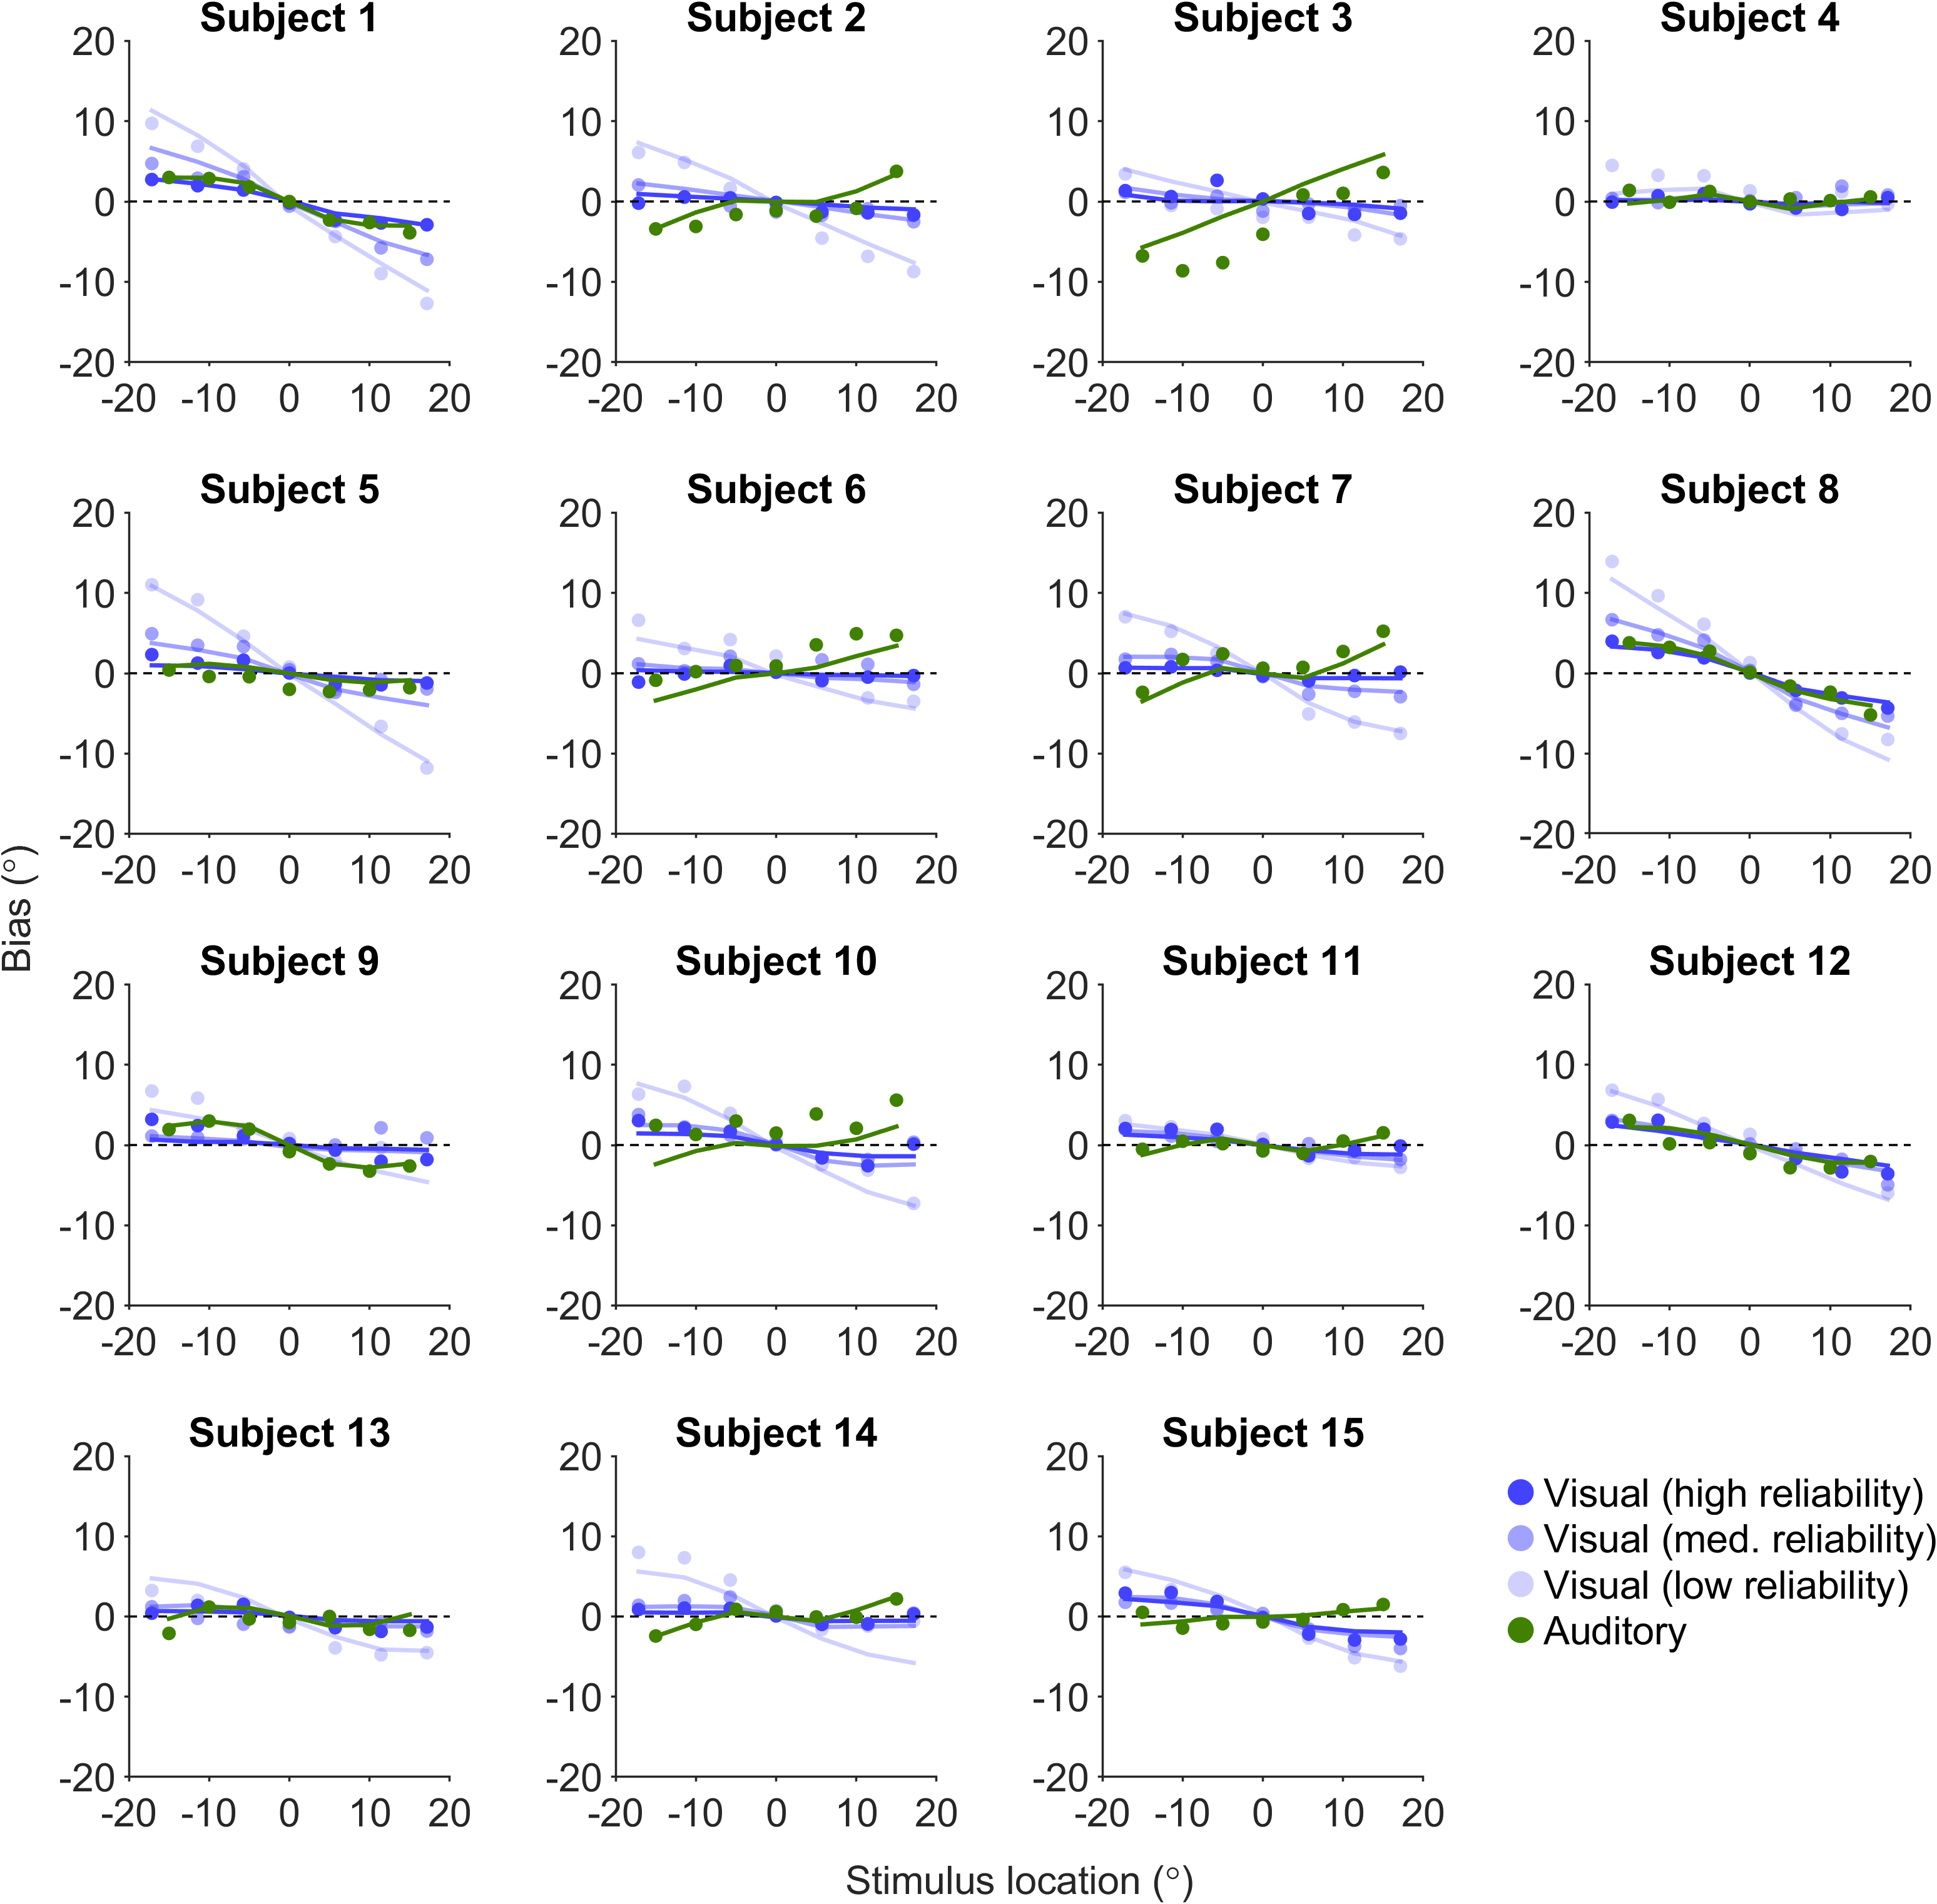 Subject 1 Subject 2 Subject 3 Subject 4
20 20 20 20
10 10 10 10
0 0 0 0
-10 -10 -10 -10
-20 -20 -20 -20
-20 -10 0 10 20 -20 -10 0 10 20 -20 -10 0 10 20 -20 -10 0 10 20
Subject 5 Subject 6 Subject 7 Subject 8
20 20 20 20
10 10 10 10
0 0 0 0
-10 -10 -10 -10
-20 -20 -20 -20
-20 -10 0 10 20 -20 -10 0 10 20 -20 -10 0 10 20 -20 -10 0 10 20
Bias (°)
Subject 9 Subject 10 Subject 11 Subject 12
20 20 20 20
10 10 10 10
0 0 0 0
-10 -10 -10 -10
-20 -20 -20 -20
-20 -10 0 10 20 -20 -10 0 10 20 -20 -10 0 10 20 -20 -10 0 10 20
Subject 13 Subject 14 Subject 15
20 20 20
10 10 10
0 0 0
-10 -10 -10
-20 -20 -20
-20 -10 0 10 20 -20 -10 0 10 20 -20 -10 0 10 20
Visual (high reliability)
Visual (med. reliability)
Visual (low reliability)
Auditory
Stimulus location (°)